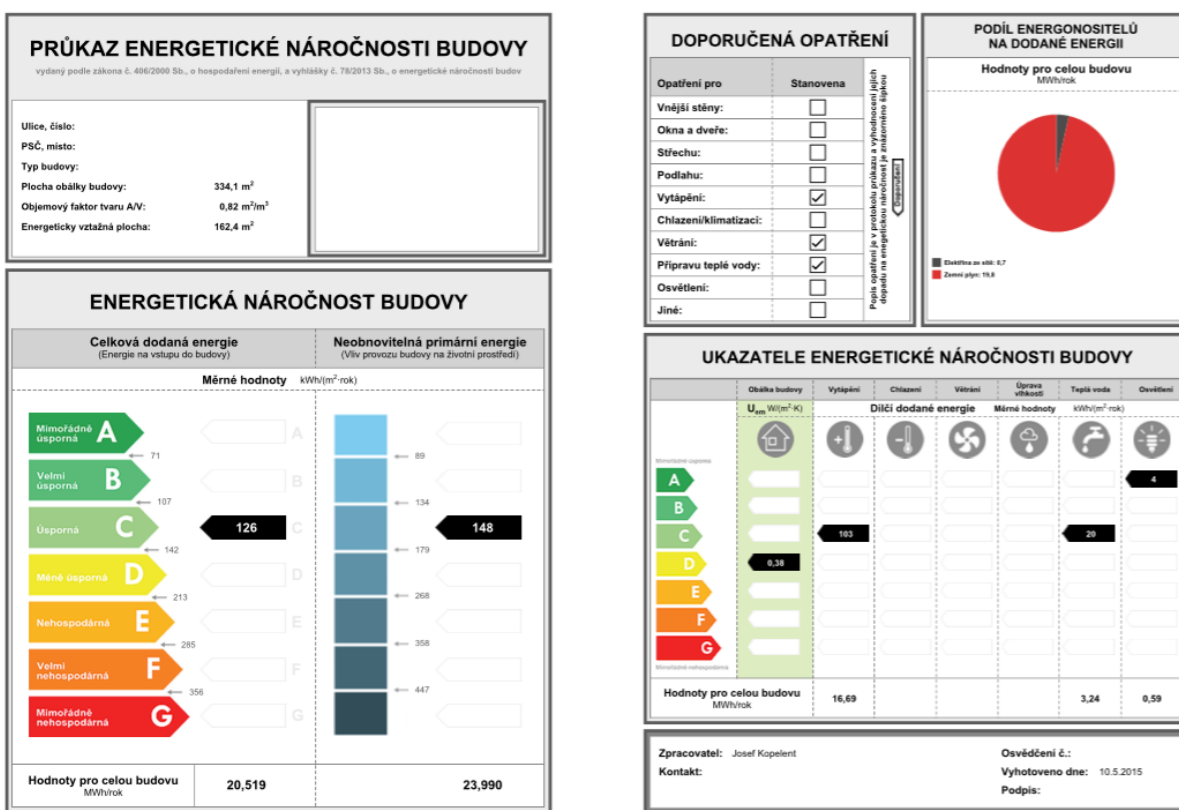 PRŮKAZ ENERGETICKÉ NÁROČNOSTI BUDOVY
vydaný podle zákona č. 406/2000 Sb., o hospodaření energií, a vyhlášky č. 78/2013 Sb., o energetické náročnosti budov
Ulice, číslo:
PSČ, místo:
Typ budovy:
Plocha obálky budovy: 334,1 m²
Objemový faktor tvaru A/V: 0,82 m²/m³
Energeticky vztažná plocha: 162,4 m²
ENERGETICKÁ NÁROČNOST BUDOVY
Celková dodaná energie
(Energie na vstupu do budovy)
Neobnovitelná primární energie
(Vliv provozu budovy na životní prostředí)
Měrné hodnoty kWh/(m²·rok)
Mimořádně úsporná A
A
71
89
Velmi úsporná B
B
107
134
Úsporná C
126
C
148
142
179
Méně úsporná D
D
213
268
Nehospodárná E
E
285
358
Velmi nehospodárná F
F
356
447
Mimořádně nehospodárná G
G
Hodnoty pro celou budovu
MWh/rok
20,519
23,990
DOPORUČENÁ OPATŘENÍ
Opatření pro Stanovena
Vnější stěny:
Okna a dveře:
Střechu:
Podlahu:
Vytápění:
Chlazení/klimatizaci:
Větrání:
Přípravu teplé vody:
Osvětlení:
Jiné:
Popis opatření je v protokolu průkazu a vyhodnocení jejich
dopadu na energetickou náročnost je znázorněno šipkou
Doporučení
PODÍL ENERGONOSITELŮ
NA DODANÉ ENERGII
Hodnoty pro celou budovu
MWh/rok
Elektřina ze sítě: 0,7
Zemní plyn: 19,8
UKAZATELE ENERGETICKÉ NÁROČNOSTI BUDOVY
Obálka budovy Vytápění Chlazení Větrání Úprava vlhkosti Teplá voda Osvětlení
Uem W/(m²·K) Dílčí dodané energie Měrné hodnoty kWh/(m²·rok)
Mimořádně úsporná
A 4
B
C 103 20
D 0,38
E
F
G
Mimořádně nehospodárná
Hodnoty pro celou budovu
MWh/rok
16,69 3,24 0,59
Zpracovatel: Josef Kopelent
Kontakt:
Osvědčení č.:
Vyhotoveno dne: 10.5.2015
Podpis: